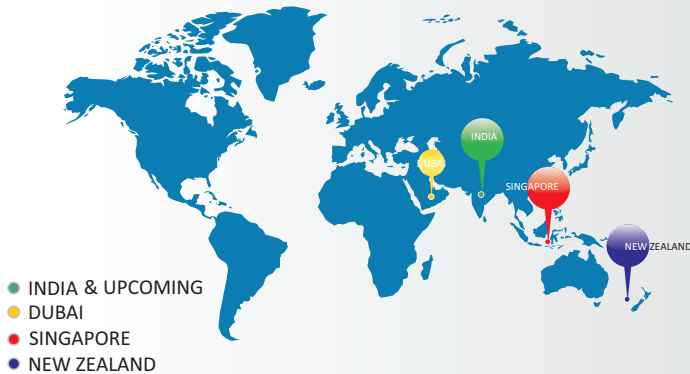 INDIA
DUBAI
SINGAPORE
NEW ZEALAND
INDIA & UPCOMING
DUBAI
SINGAPORE
NEW ZEALAND